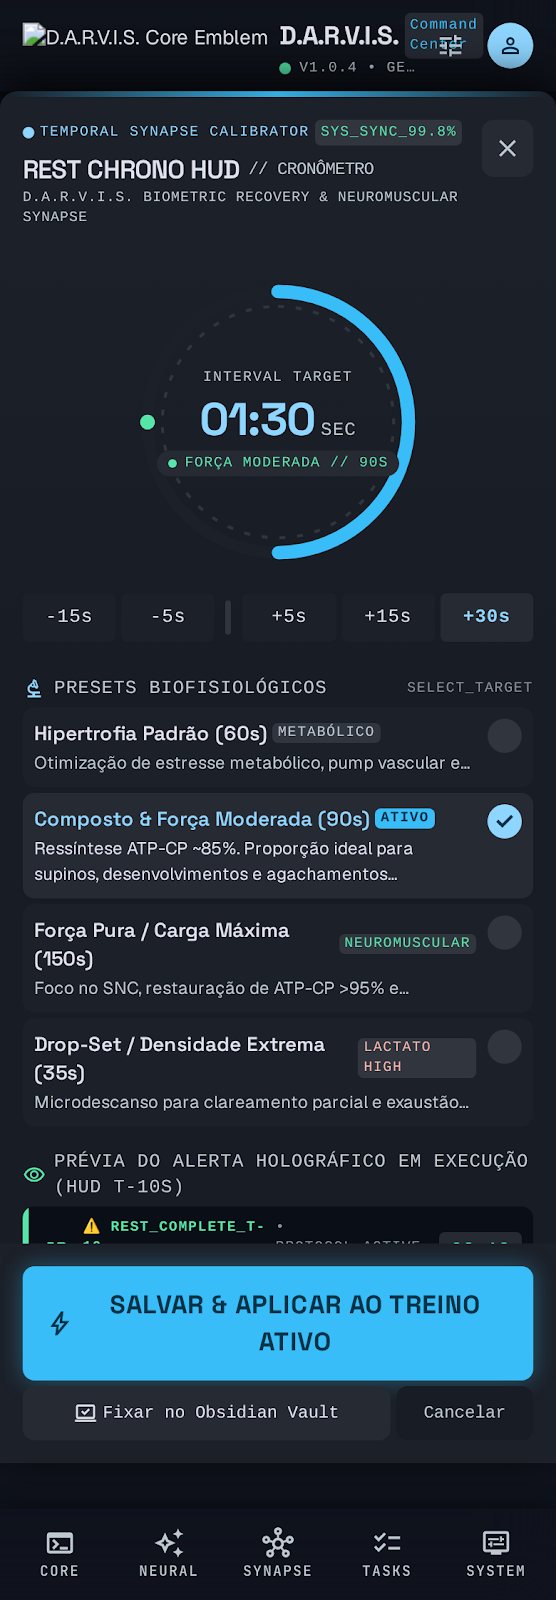 D.A.R.V.I.S. Core Emblem
D.A.R.V.I.S.
Command
Center
V1.0.4 • GE…
TEMPORAL SYNAPSE CALIBRATOR
SYS_SYNC_99.8%
REST CHRONO HUD // CRONÔMETRO
D.A.R.V.I.S. BIOMETRIC RECOVERY & NEUROMUSCULAR
SYNAPSE
INTERVAL TARGET
01:30 SEC
FORÇA MODERADA // 90S
-15s
-5s
+5s
+15s
+30s
PRESETS BIOFISIOLÓGICOS
SELECT_TARGET
Hipertrofia Padrão (60s) METABÓLICO
Otimização de estresse metabólico, pump vascular e…
Composto & Força Moderada (90s) ATIVO
Ressíntese ATP-CP ~85%. Proporção ideal para
supinos, desenvolvimentos e agachamentos…
Força Pura / Carga Máxima
(150s)
NEUROMUSCULAR
Foco no SNC, restauração de ATP-CP >95% e…
Drop-Set / Densidade Extrema
(35s)
LACTATO
HIGH
Microdescanso para clareamento parcial e exaustão…
PRÉVIA DO ALERTA HOLOGRÁFICO EM EXECUÇÃO
(HUD T-10S)
⚠️ REST_COMPLETE_T- •
SALVAR & APLICAR AO TREINO
ATIVO
Fixar no Obsidian Vault
Cancelar
CORE
NEURAL
SYNAPSE
TASKS
SYSTEM